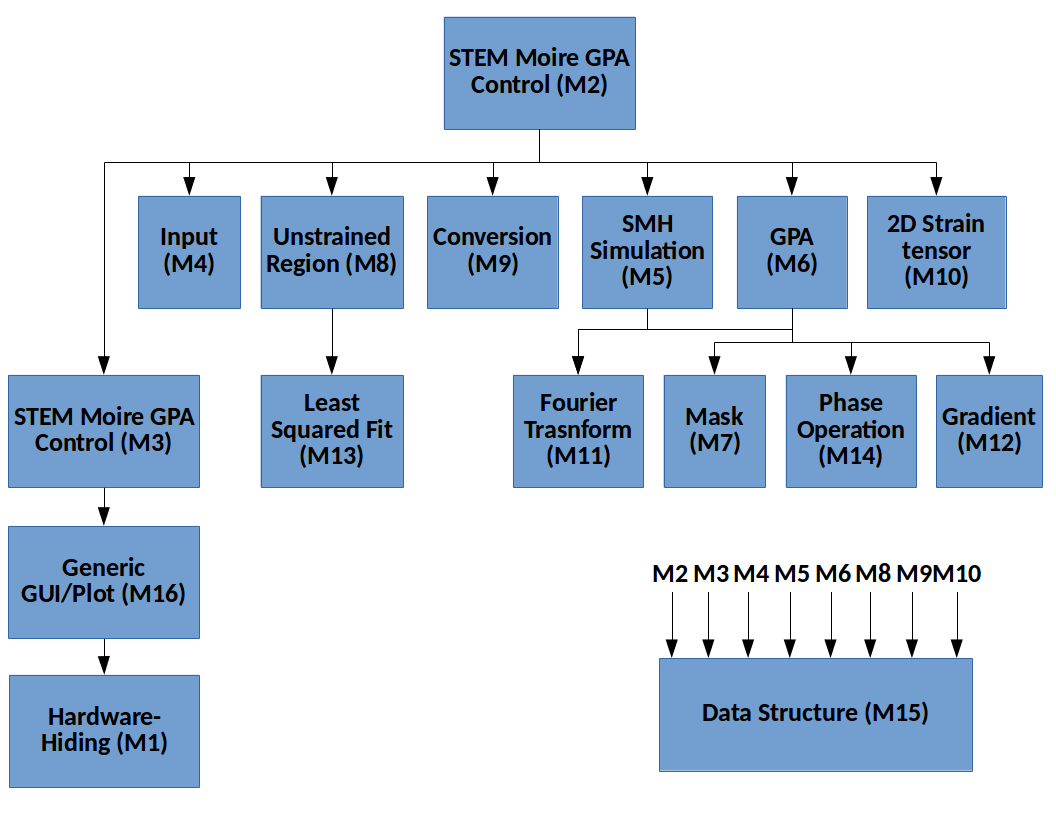 STEM Moire GPA
Control (M2)
Input
(M4)
Unstrained
Region (M8)
Conversion
(M9)
SMH
Simulation
(M5)
GPA
(M6)
2D Strain
tensor
(M10)
STEM Moire GPA
Control (M3)
Least
Squared Fit
(M13)
Fourier
Trasnform
(M11)
Mask
(M7)
Phase
Operation
(M14)
Gradient
(M12)
Generic
GUI/Plot (M16)
M2 M3 M4 M5 M6 M8 M9 M10
Hardware-
Hiding (M1)
Data Structure (M15)